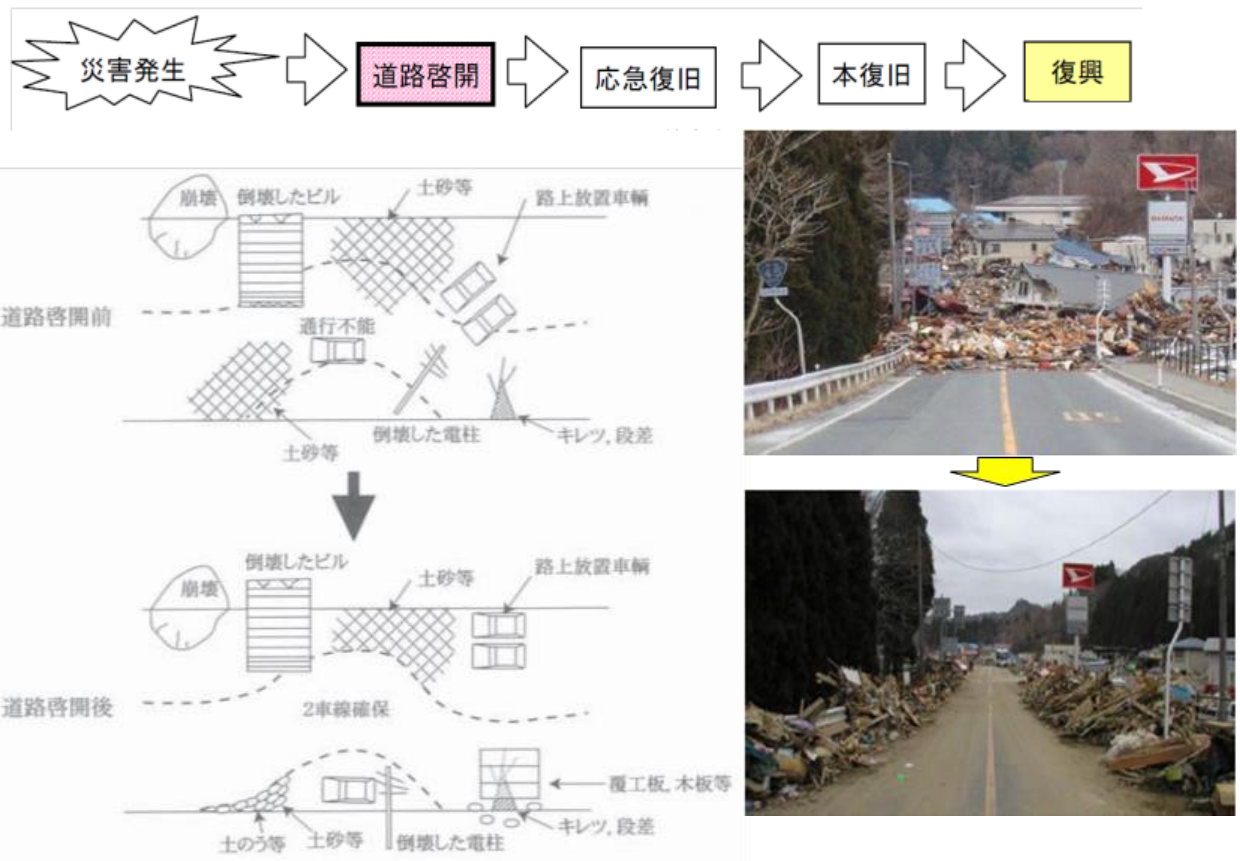 災害発生
道路啓開
応急復旧
本復旧
復興
崩壊
倒壊したビル
土砂等
路上放置車輌
道路啓開前
通行不能
倒壊した電柱
キレツ，段差
土砂等
倒壊したビル
崩壊
土砂等
路上放置車輌
道路啓開後
2車線確保
覆工板，木板等
土のう等
土砂等
倒壊した電柱
キレツ，段差